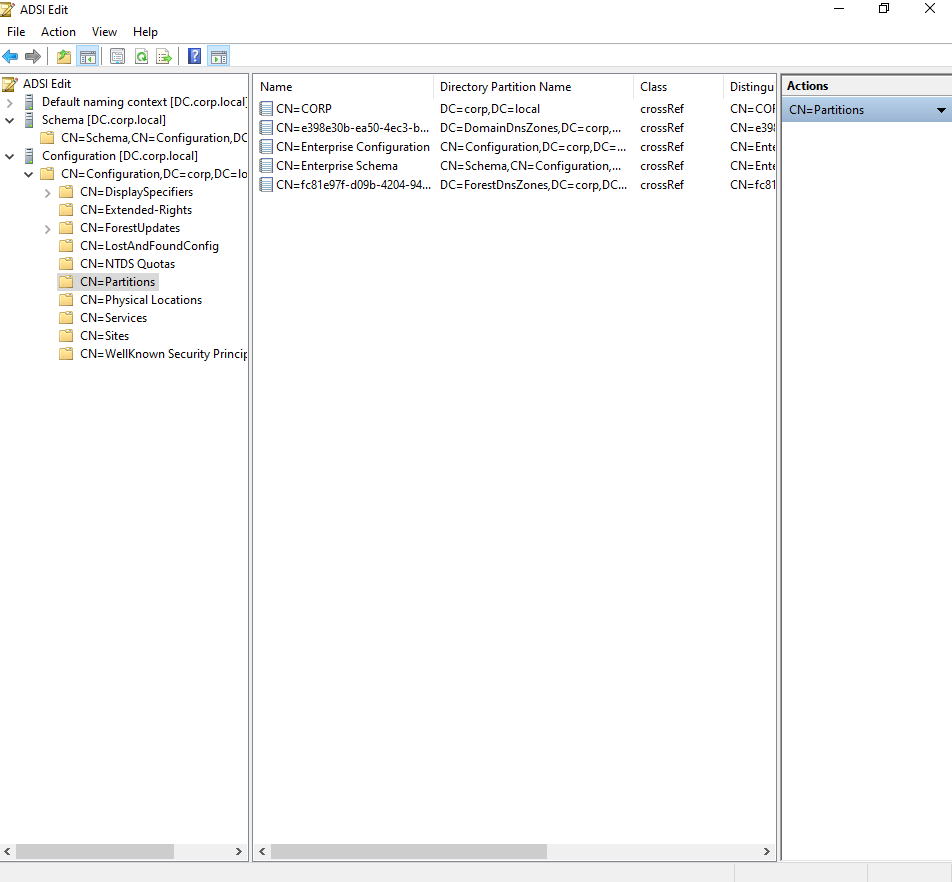 ADSI Edit
File Action View Help
ADSI Edit
Default naming context [DC.corp.local]
Schema [DC.corp.local]
CN=Schema,CN=Configuration,DC
Configuration [DC.corp.local]
CN=Configuration,DC=corp,DC=lo
CN=DisplaySpecifiers
CN=Extended-Rights
CN=ForestUpdates
CN=LostAndFoundConfig
CN=NTDS Quotas
CN=Partitions
CN=Physical Locations
CN=Services
CN=Sites
CN=WellKnown Security Princip
Name Directory Partition Name Class Distingu
CN=CORP DC=corp,DC=local crossRef CN=COR
CN=e398e30b-ea50-4ec3-b... DC=DomainDnsZones,DC=corp,... crossRef CN=e398
CN=Enterprise Configuration CN=Configuration,DC=corp,DC=... crossRef CN=Ente
CN=Enterprise Schema CN=Schema,CN=Configuration,... crossRef CN=Ente
CN=fc81e97f-d09b-4204-94... DC=ForestDnsZones,DC=corp,DC... crossRef CN=fc81
Actions
CN=Partitions